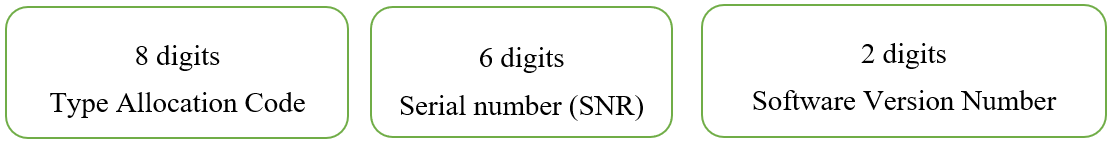 8 digits
Type Allocation Code
6 digits
Serial number (SNR)
2 digits
Software Version Number